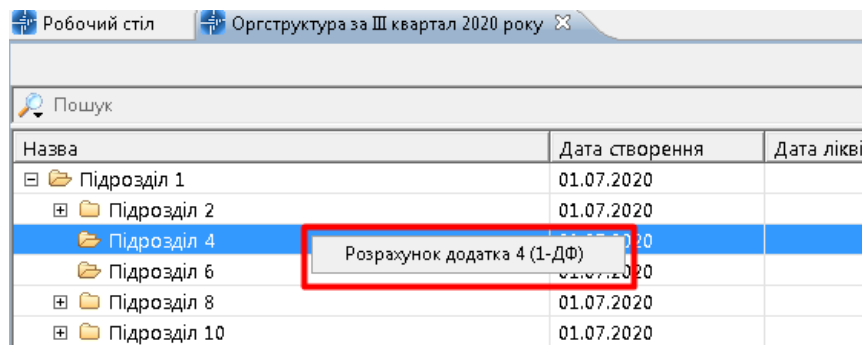 Робочий стіл Оргструктура за III квартал 2020 року
Пошук
Назва Дата створення Дата лікві
Підрозділ 1 01.07.2020
Підрозділ 2 01.07.2020
Підрозділ 4
Розрахунок додатка 4 (1-ДФ)
Підрозділ 6
Підрозділ 8 01.07.2020
Підрозділ 10 01.07.2020